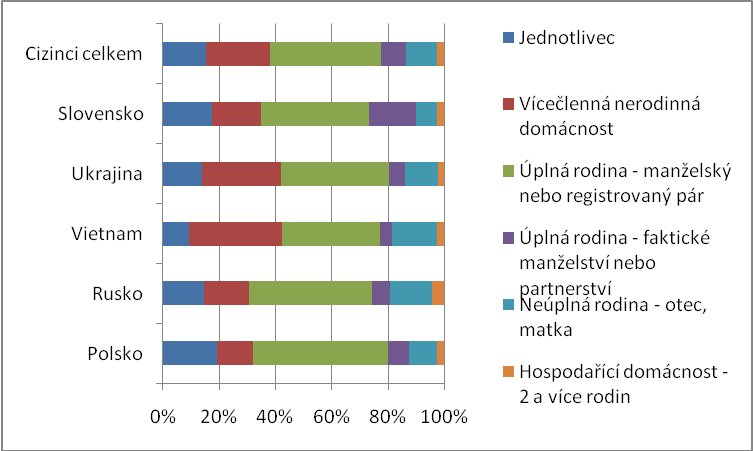 Cizinci celkem
Slovensko
Ukrajina
Vietnam
Rusko
Polsko
0% 20% 40% 60% 80% 100%
Jednotlivec
Vícečlenná nerodinná
domácnost
Úplná rodina - manželský
nebo registrovaný pár
Úplná rodina - faktické
manželství nebo
partnerství
Neúplná rodina - otec,
matka
Hospodařící domácnost -
2 a více rodin